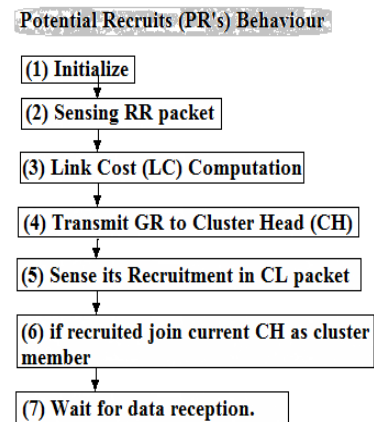 Potential Recruits (PR's) Behaviour
(1) Initialize
(2) Sensing RR packet
(3) Link Cost (LC) Computation
(4) Transmit GR to Cluster Head (CH)
(5) Sense its Recruitment in CL packet
(6) if recruited join current CH as cluster
member
(7) Wait for data reception.